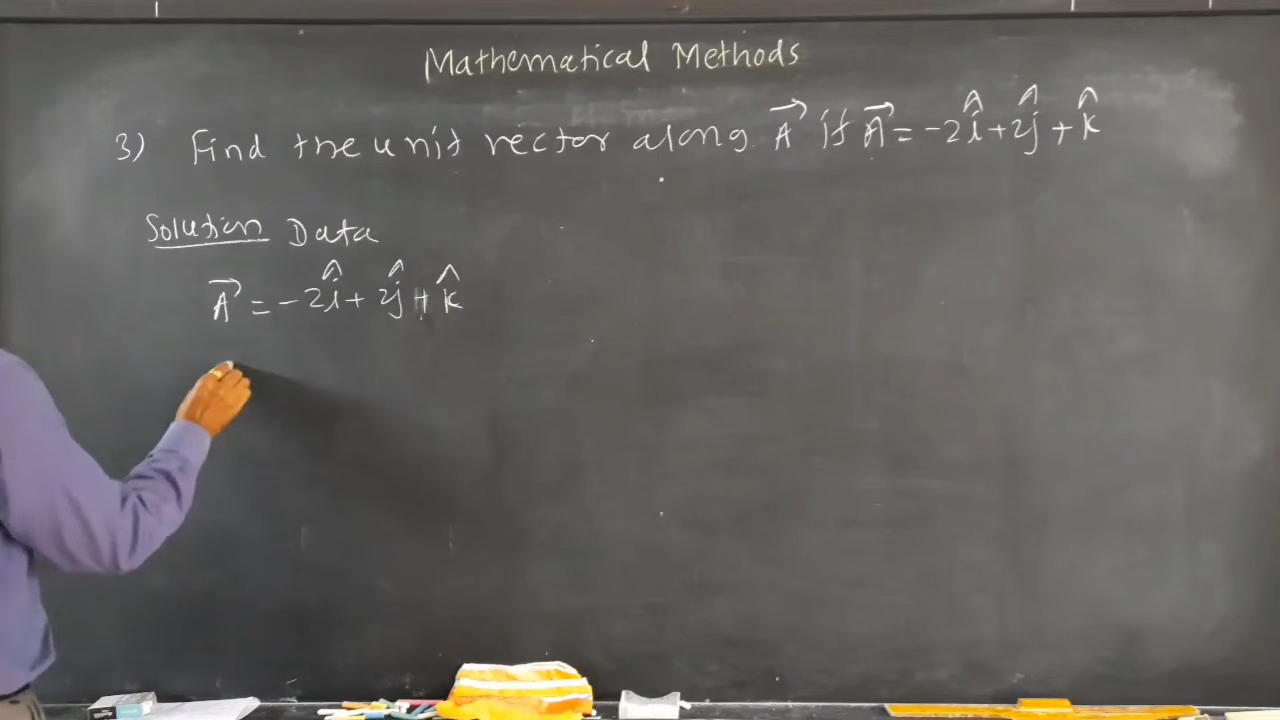 Mathematical Methods
3) Find the unit vector along A⃗ if A⃗ = -2î + 2ĵ + k̂
Solution Data
A⃗ = -2î + 2ĵ + k̂